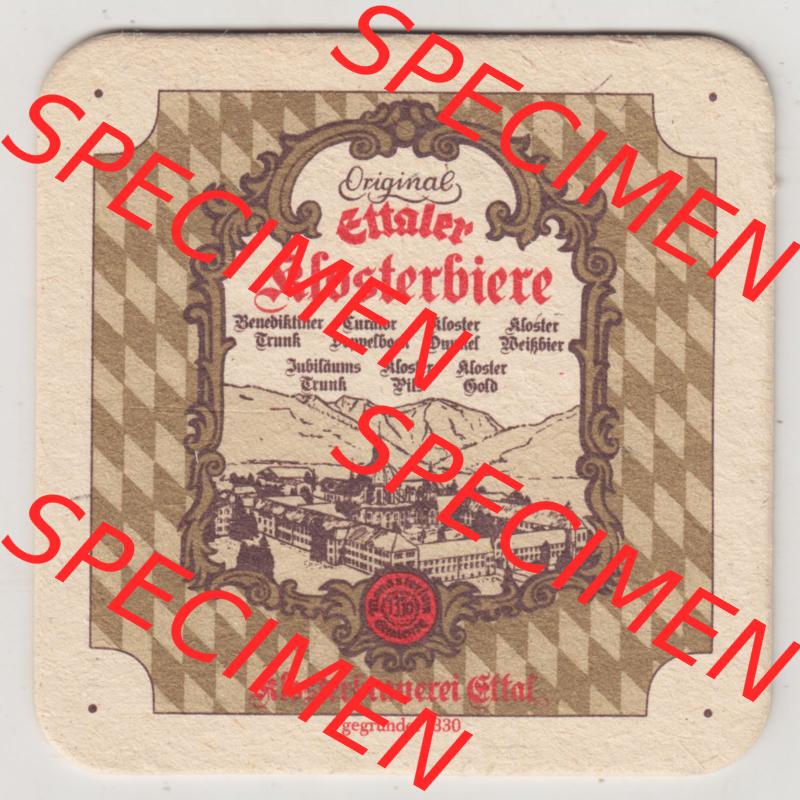 Original
Ettaler
Klosterbiere
Benediktiner Curator Kloster Kloster
Trunk Doppelbock Dunkel Weißbier
Jubiläums Kloster Kloster
Trunk Pils Gold
1330
Klosterbrauerei Ettal
gegründet 1330
SPECIMEN
SPECIMEN
SPECIMEN
SPECIMEN